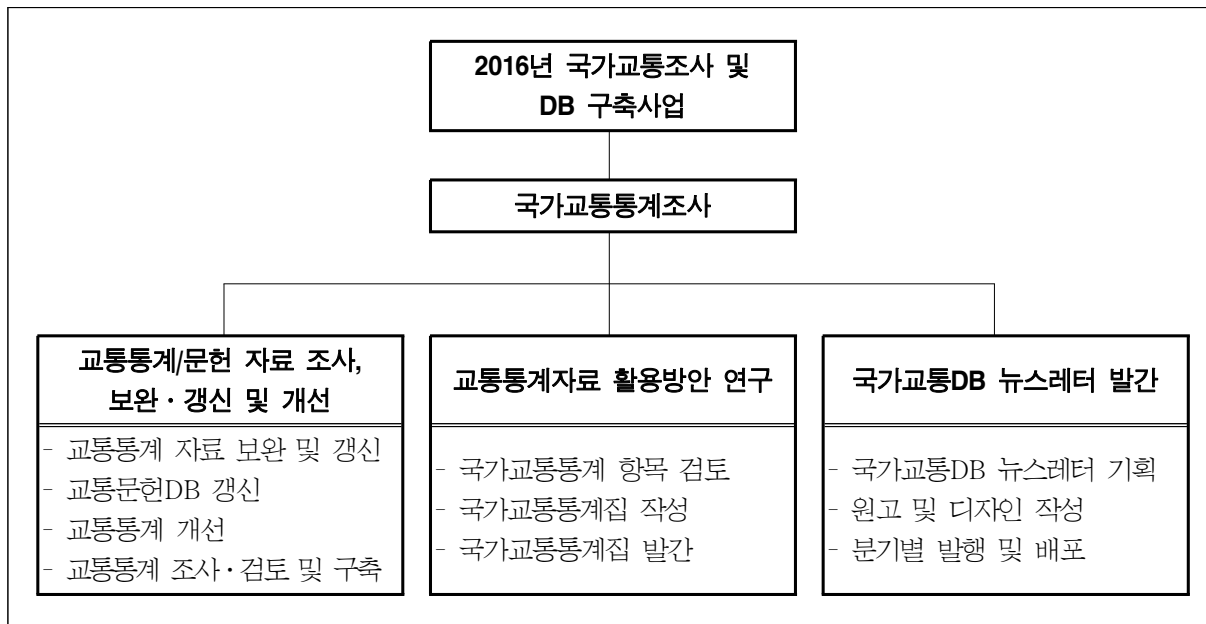 2016년 국가교통조사 및
DB 구축사업
국가교통통계조사
교통통계/문헌 자료 조사,
보완·갱신 및 개선
- 교통통계 자료 보완 및 갱신
- 교통문헌DB 갱신
- 교통통계 개선
- 교통통계 조사·검토 및 구축
교통통계자료 활용방안 연구
- 국가교통통계 항목 검토
- 국가교통통계집 작성
- 국가교통통계집 발간
국가교통DB 뉴스레터 발간
- 국가교통DB 뉴스레터 기획
- 원고 및 디자인 작성
- 분기별 발행 및 배포